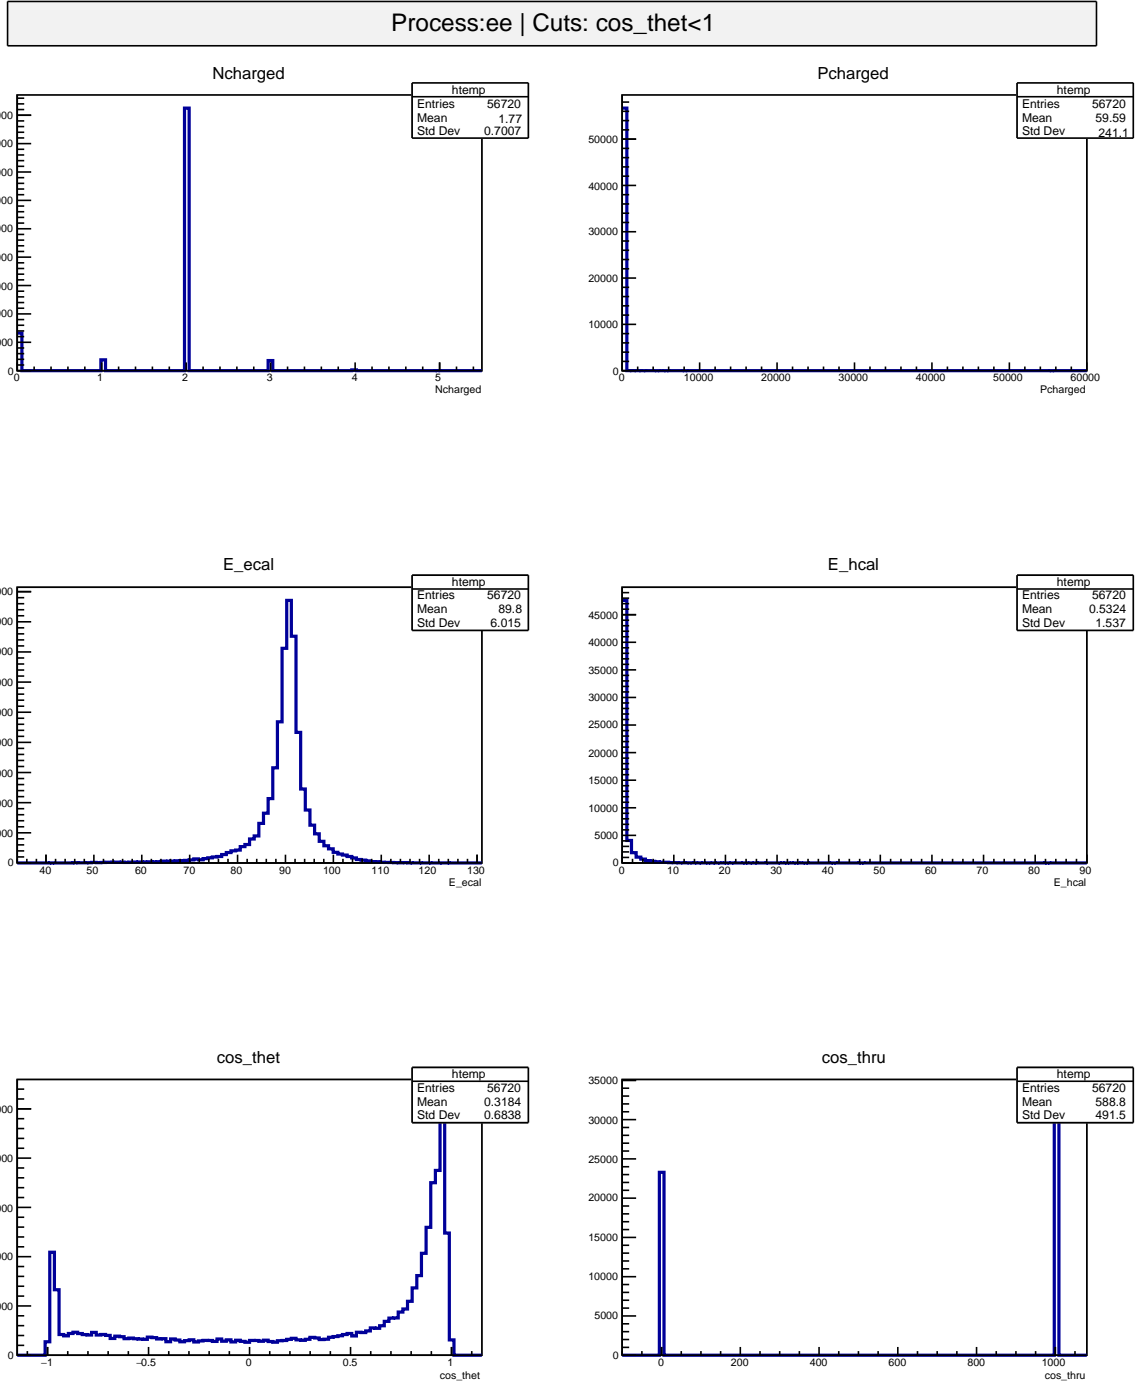 Process:ee | Cuts: cos_thet<1
Ncharged
htemp
Entries 56720
Mean 1.77
Std Dev 0.7007
0 1 2 3 4 5
Ncharged
Pcharged
htemp
Entries 56720
Mean 59.59
Std Dev 241.1
50000
40000
30000
20000
10000
0
0 10000 20000 30000 40000 50000 60000
Pcharged
E_ecal
htemp
Entries 56720
Mean 89.8
Std Dev 6.015
0
40 50 60 70 80 90 100 110 120 130
E_ecal
E_hcal
htemp
Entries 56720
Mean 0.5324
Std Dev 1.537
45000
40000
35000
30000
25000
20000
15000
10000
5000
0
0 10 20 30 40 50 60 70 80 90
E_hcal
cos_thet
htemp
Entries 56720
Mean 0.3184
Std Dev 0.6838
0
−1 −0.5 0 0.5 1
cos_thet
cos_thru
htemp
Entries 56720
Mean 588.8
Std Dev 491.5
35000
30000
25000
20000
15000
10000
5000
0
0 200 400 600 800 1000
cos_thru